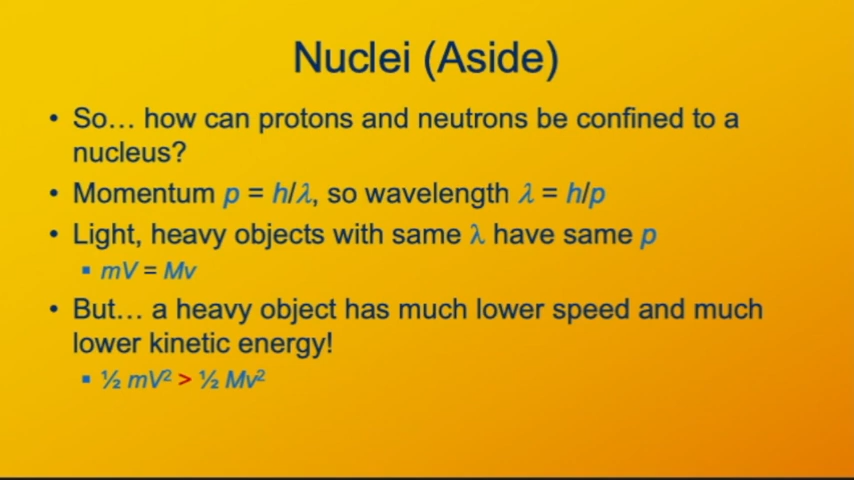 Nuclei (Aside)
• So… how can protons and neutrons be confined to a
nucleus?
• Momentum p = h/λ, so wavelength λ = h/p
• Light, heavy objects with same λ have same p
▪ mV = Mv
• But… a heavy object has much lower speed and much
lower kinetic energy!
▪ ½ mV² > ½ Mv²